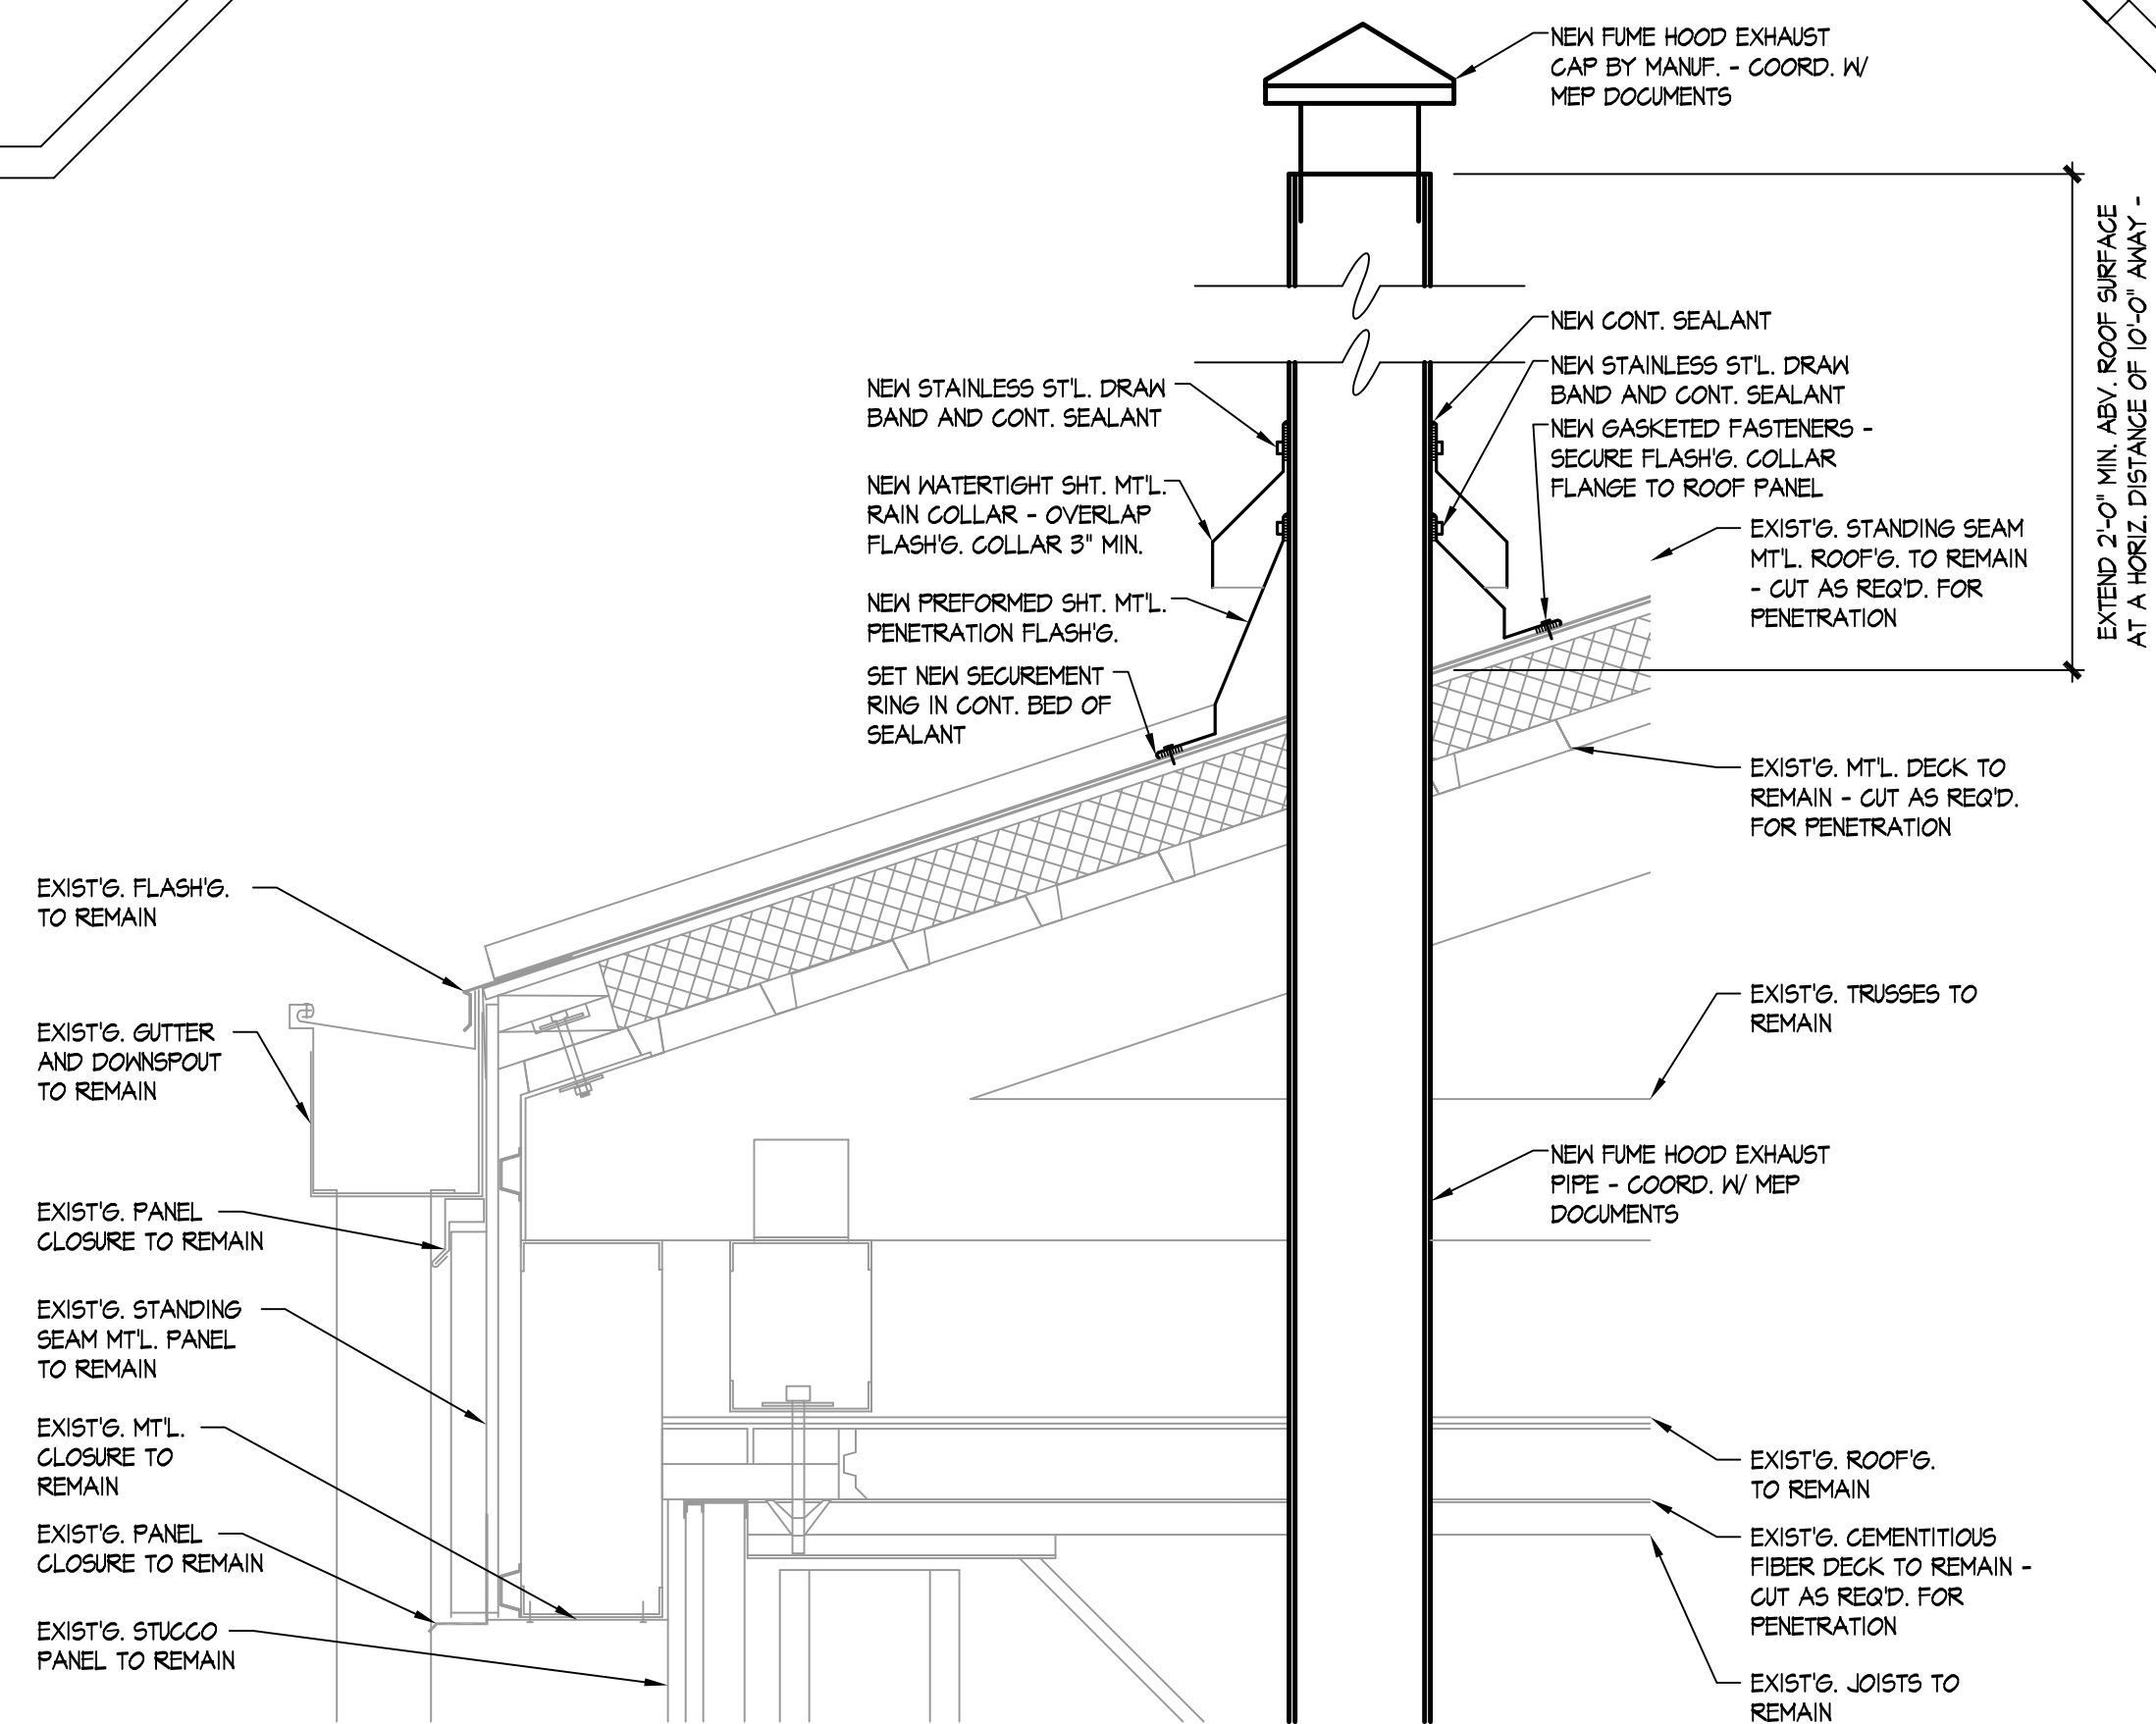 NEW FUME HOOD EXHAUST
CAP BY MANUF. - COORD. W/
MEP DOCUMENTS
EXTEND 2'-0" MIN. ABV. ROOF SURFACE
AT A HORIZ. DISTANCE OF 10'-0" AWAY -
NEW CONT. SEALANT
NEW STAINLESS ST'L. DRAW
BAND AND CONT. SEALANT
NEW GASKETED FASTENERS -
SECURE FLASH'G. COLLAR
FLANGE TO ROOF PANEL
EXIST'G. STANDING SEAM
MT'L. ROOF'G. TO REMAIN
- CUT AS REQ'D. FOR
PENETRATION
NEW STAINLESS ST'L. DRAW
BAND AND CONT. SEALANT
NEW WATERTIGHT SHT. MT'L.
RAIN COLLAR - OVERLAP
FLASH'G. COLLAR 3" MIN.
NEW PREFORMED SHT. MT'L.
PENETRATION FLASH'G.
SET NEW SECUREMENT
RING IN CONT. BED OF
SEALANT
EXIST'G. MT'L. DECK TO
REMAIN - CUT AS REQ'D.
FOR PENETRATION
EXIST'G. FLASH'G.
TO REMAIN
EXIST'G. GUTTER
AND DOWNSPOUT
TO REMAIN
EXIST'G. PANEL
CLOSURE TO REMAIN
EXIST'G. STANDING
SEAM MT'L. PANEL
TO REMAIN
EXIST'G. MT'L.
CLOSURE TO
REMAIN
EXIST'G. PANEL
CLOSURE TO REMAIN
EXIST'G. STUCCO
PANEL TO REMAIN
EXIST'G. TRUSSES TO
REMAIN
NEW FUME HOOD EXHAUST
PIPE - COORD. W/ MEP
DOCUMENTS
EXIST'G. ROOF'G.
TO REMAIN
EXIST'G. CEMENTITIOUS
FIBER DECK TO REMAIN -
CUT AS REQ'D. FOR
PENETRATION
EXIST'G. JOISTS TO
REMAIN